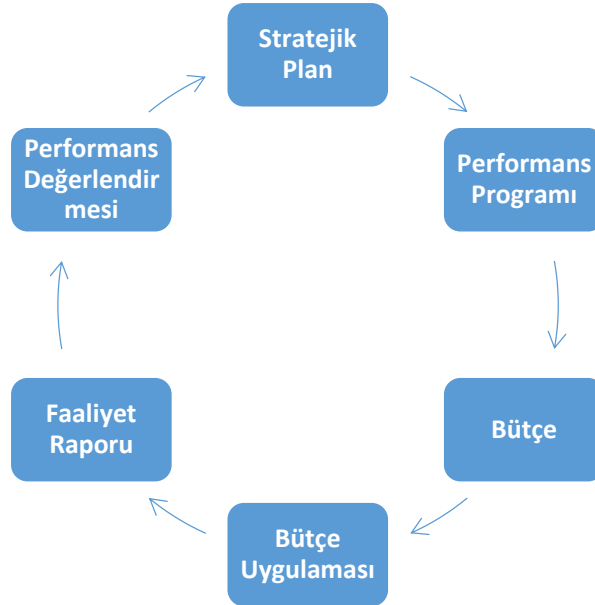 Stratejik
Plan
Performans
Programı
Bütçe
Bütçe
Uygulaması
Faaliyet
Raporu
Performans
Değerlendir
mesi